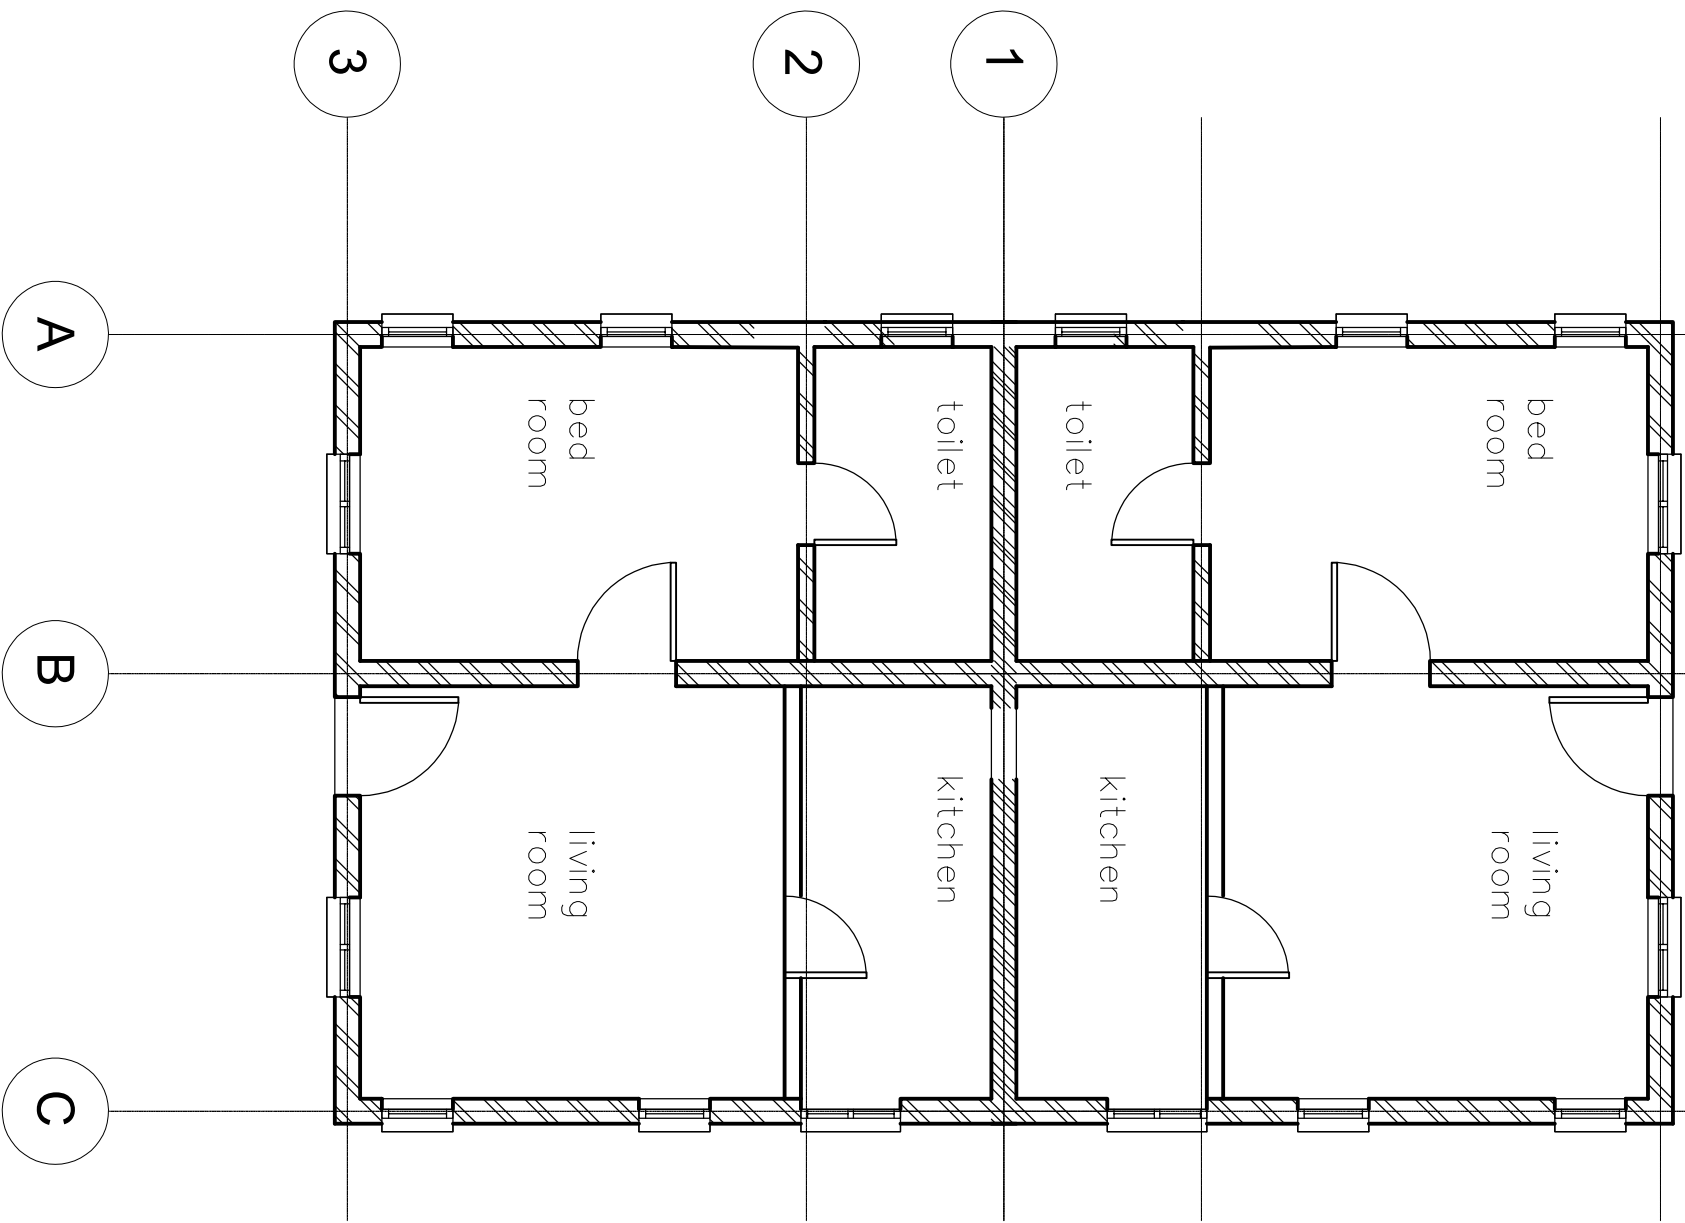 3
2
1
A
B
C
bed
room
toilet
toilet
bed
room
living
room
kitchen
kitchen
living
room